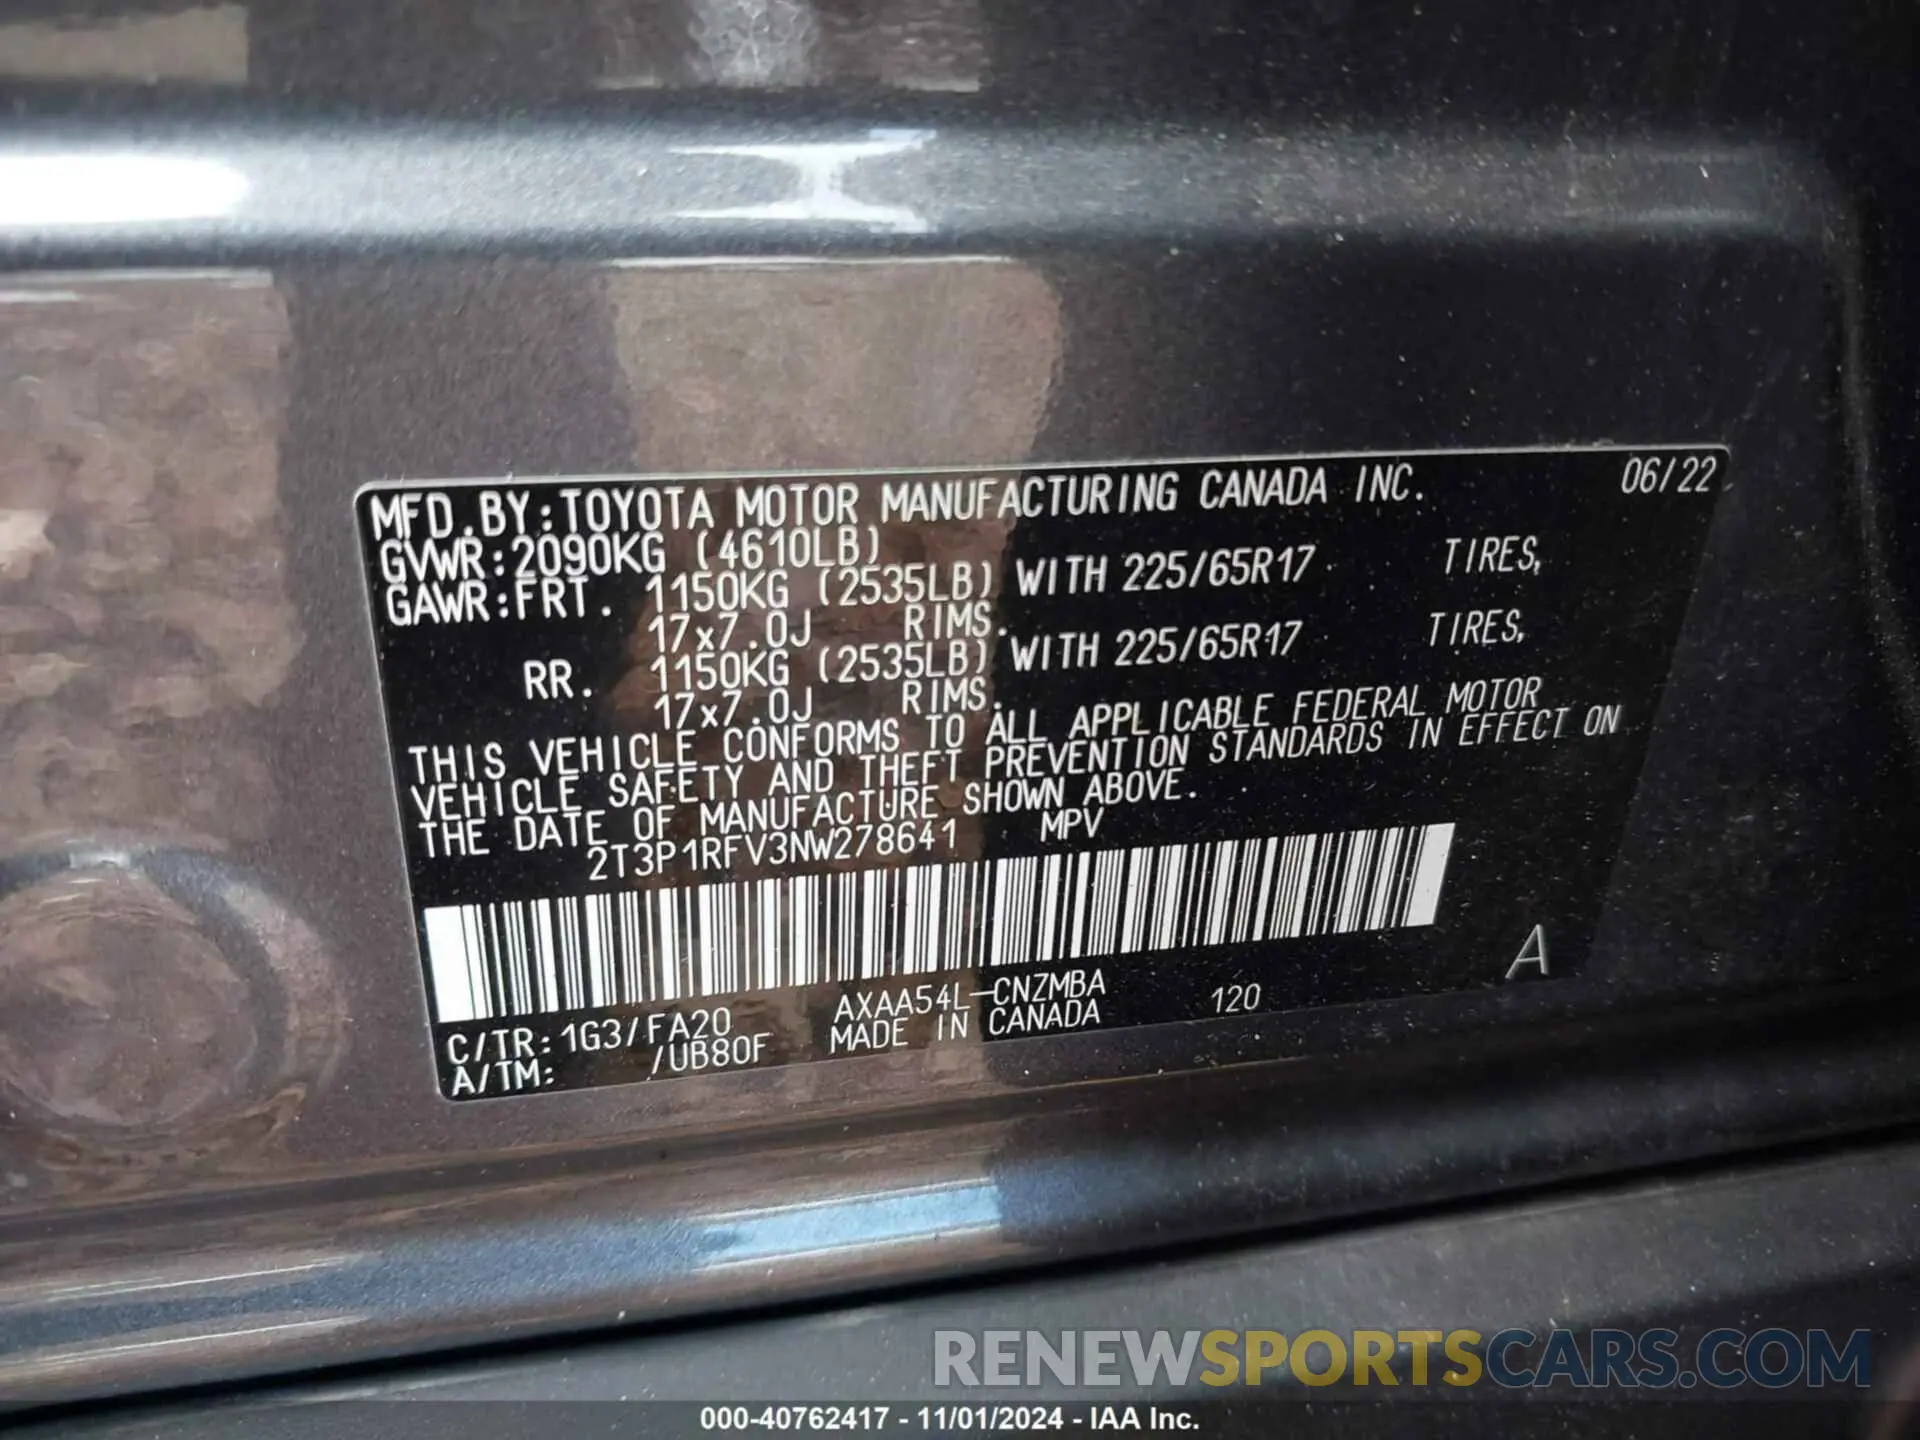 MFD.BY:TOYOTA MOTOR MANUFACTURING CANADA INC. 06/22
GVWR:2090KG (4610LB)
GAWR:FRT. 1150KG (2535LB) WITH 225/65R17 TIRES,
17x7.0J RIMS.
RR. 1150KG (2535LB) WITH 225/65R17 TIRES,
17x7.0J RIMS.
THIS VEHICLE CONFORMS TO ALL APPLICABLE FEDERAL MOTOR
VEHICLE SAFETY AND THEFT PREVENTION STANDARDS IN EFFECT ON
THE DATE OF MANUFACTURE SHOWN ABOVE.
2T3P1RFV3NW278641 MPV
A
C/TR:1G3/FA20 AXAA54L-CNZMBA 120
A/TM: /UB80F MADE IN CANADA
RENEWSPORTSCARS.COM
000-40762417 - 11/01/2024 - IAA Inc.